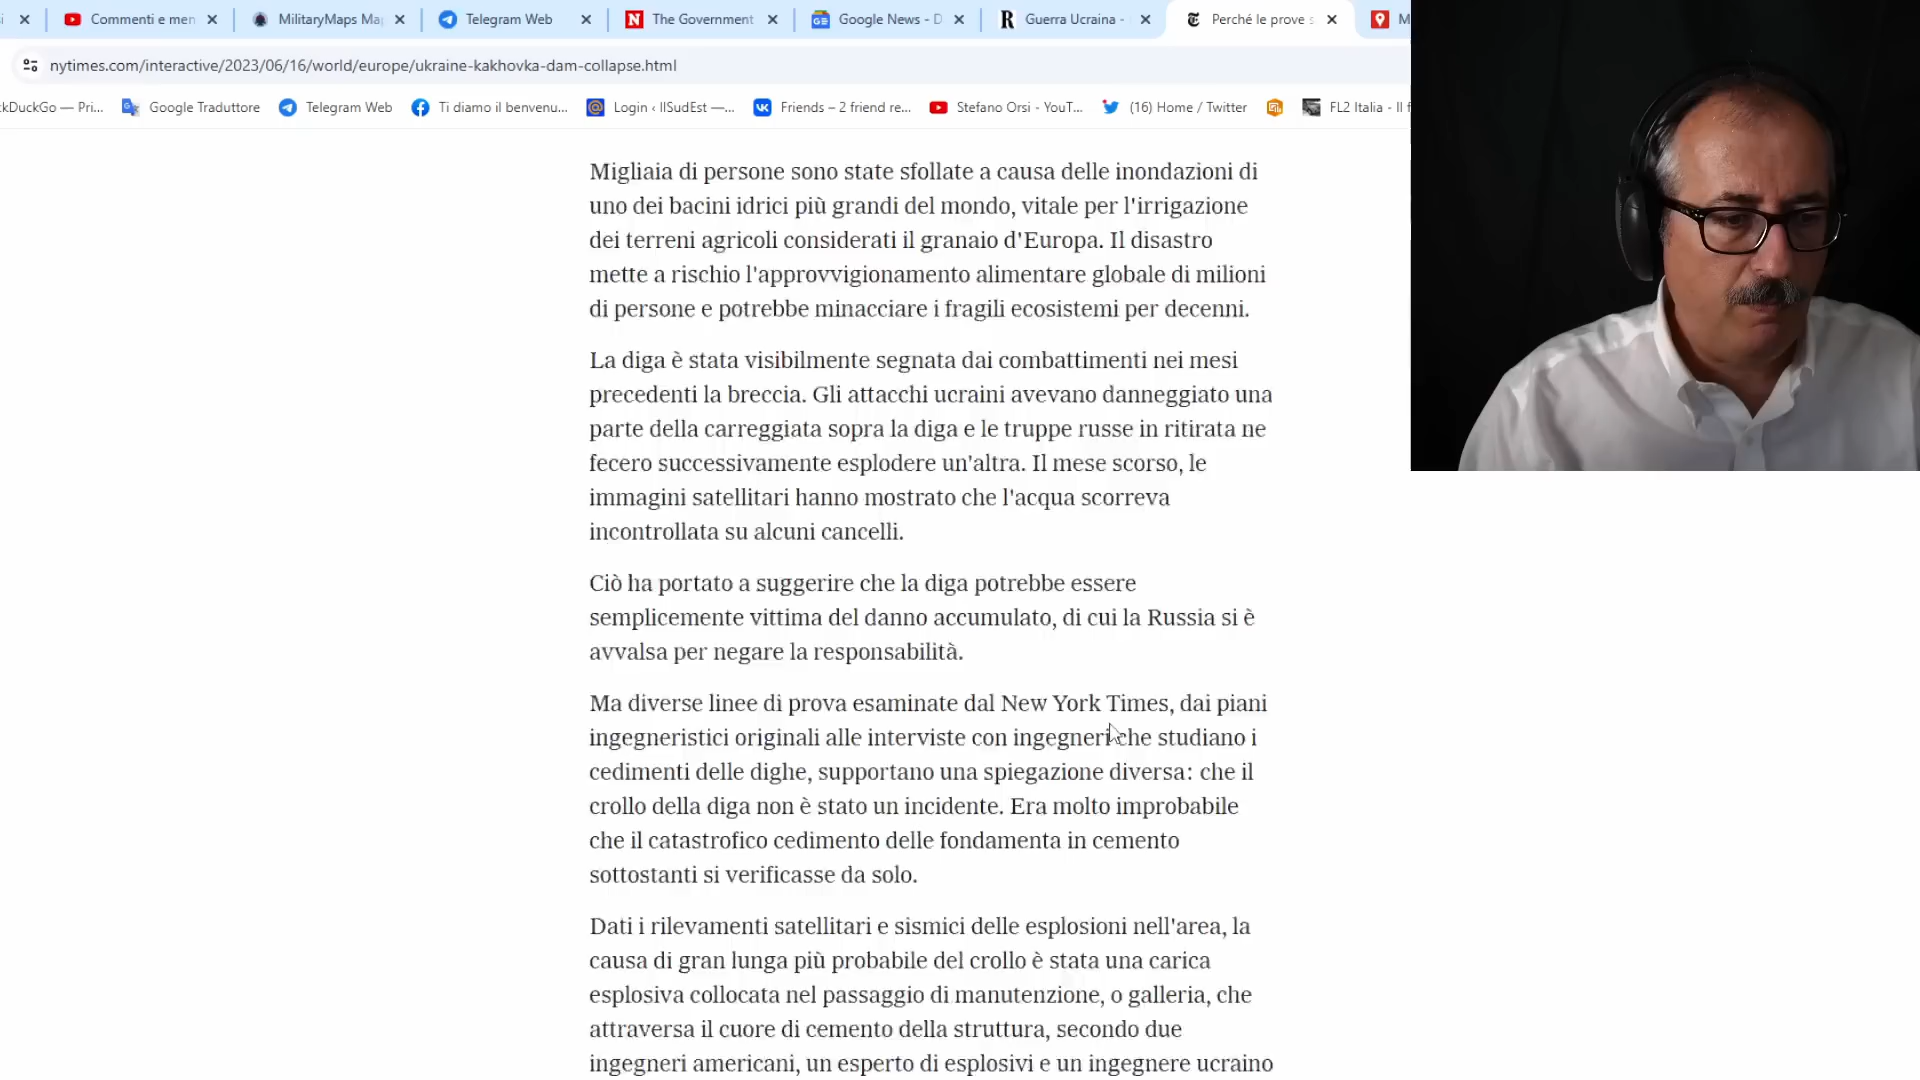 Commenti e men
MilitaryMaps Ma
Telegram Web
The Government
Google News - D
Guerra Ucraina -
Perché le prove s
M
nytimes.com/interactive/2023/06/16/world/europe/ukraine-kakhovka-dam-collapse.html
ckDuckGo — Pri...
Google Traduttore
Telegram Web
Ti diamo il benvenu...
Login ‹ IlSudEst —...
Friends – 2 friend re...
Stefano Orsi - YouT...
(16) Home / Twitter
FL2 Italia - Il f
Migliaia di persone sono state sfollate a causa delle inondazioni di
uno dei bacini idrici più grandi del mondo, vitale per l'irrigazione
dei terreni agricoli considerati il granaio d'Europa. Il disastro
mette a rischio l'approvvigionamento alimentare globale di milioni
di persone e potrebbe minacciare i fragili ecosistemi per decenni.
La diga è stata visibilmente segnata dai combattimenti nei mesi
precedenti la breccia. Gli attacchi ucraini avevano danneggiato una
parte della carreggiata sopra la diga e le truppe russe in ritirata ne
fecero successivamente esplodere un'altra. Il mese scorso, le
immagini satellitari hanno mostrato che l'acqua scorreva
incontrollata su alcuni cancelli.
Ciò ha portato a suggerire che la diga potrebbe essere
semplicemente vittima del danno accumulato, di cui la Russia si è
avvalsa per negare la responsabilità.
Ma diverse linee di prova esaminate dal New York Times, dai piani
ingegneristici originali alle interviste con ingegneri che studiano i
cedimenti delle dighe, supportano una spiegazione diversa: che il
crollo della diga non è stato un incidente. Era molto improbabile
che il catastrofico cedimento delle fondamenta in cemento
sottostanti si verificasse da solo.
Dati i rilevamenti satellitari e sismici delle esplosioni nell'area, la
causa di gran lunga più probabile del crollo è stata una carica
esplosiva collocata nel passaggio di manutenzione, o galleria, che
attraversa il cuore di cemento della struttura, secondo due
ingegneri americani, un esperto di esplosivi e un ingegnere ucraino